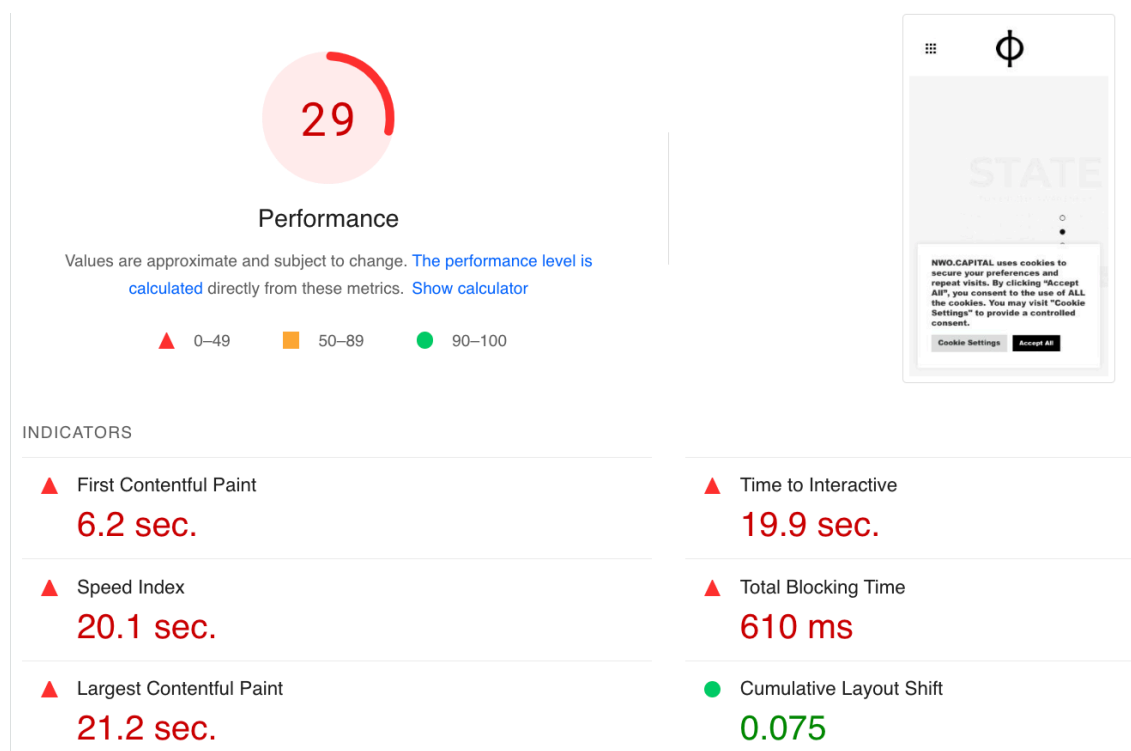 29
Performance
Values are approximate and subject to change. The performance level is
calculated directly from these metrics. Show calculator
0–49
50–89
90–100
STATE
NWO.CAPITAL uses cookies to
secure your preferences and
repeat visits. By clicking “Accept
All”, you consent to the use of ALL
the cookies. You may visit "Cookie
Settings" to provide a controlled
consent.
Cookie Settings
Accept All
INDICATORS
First Contentful Paint
6.2 sec.
Time to Interactive
19.9 sec.
Speed Index
20.1 sec.
Total Blocking Time
610 ms
Largest Contentful Paint
21.2 sec.
Cumulative Layout Shift
0.075